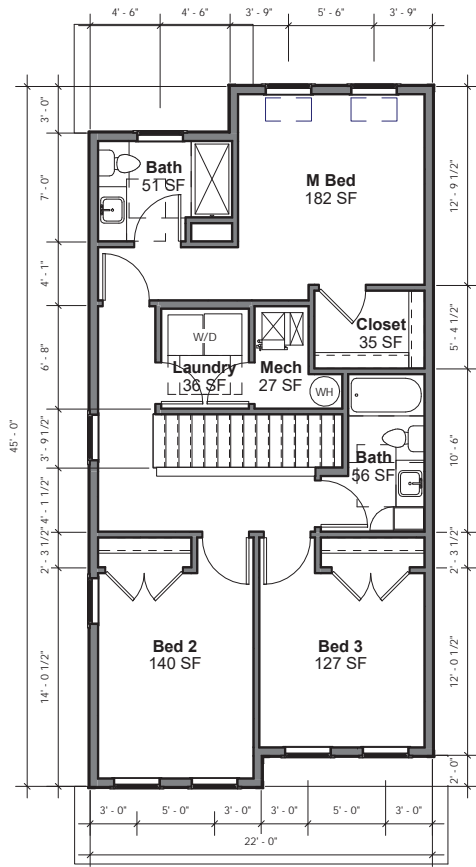 4' - 6"
4' - 6"
3' - 9"
5' - 6"
3' - 9"
3' - 0"
7' - 0"
4' - 1"
6' - 8"
3' - 9 1/2"
4' - 1 1/2"
2' - 3 1/2"
14' - 0 1/2"
45' - 0"
Bath
51 SF
M Bed
182 SF
12' - 9 1/2"
Closet
35 SF
5' - 4 1/2"
W/D
Laundry
36 SF
Mech
27 SF
WH
Bath
56 SF
10' - 6"
2' - 3 1/2"
Bed 2
140 SF
Bed 3
127 SF
12' - 0 1/2"
2' - 0"
3' - 0"
5' - 0"
3' - 0"
3' - 0"
5' - 0"
3' - 0"
22' - 0"